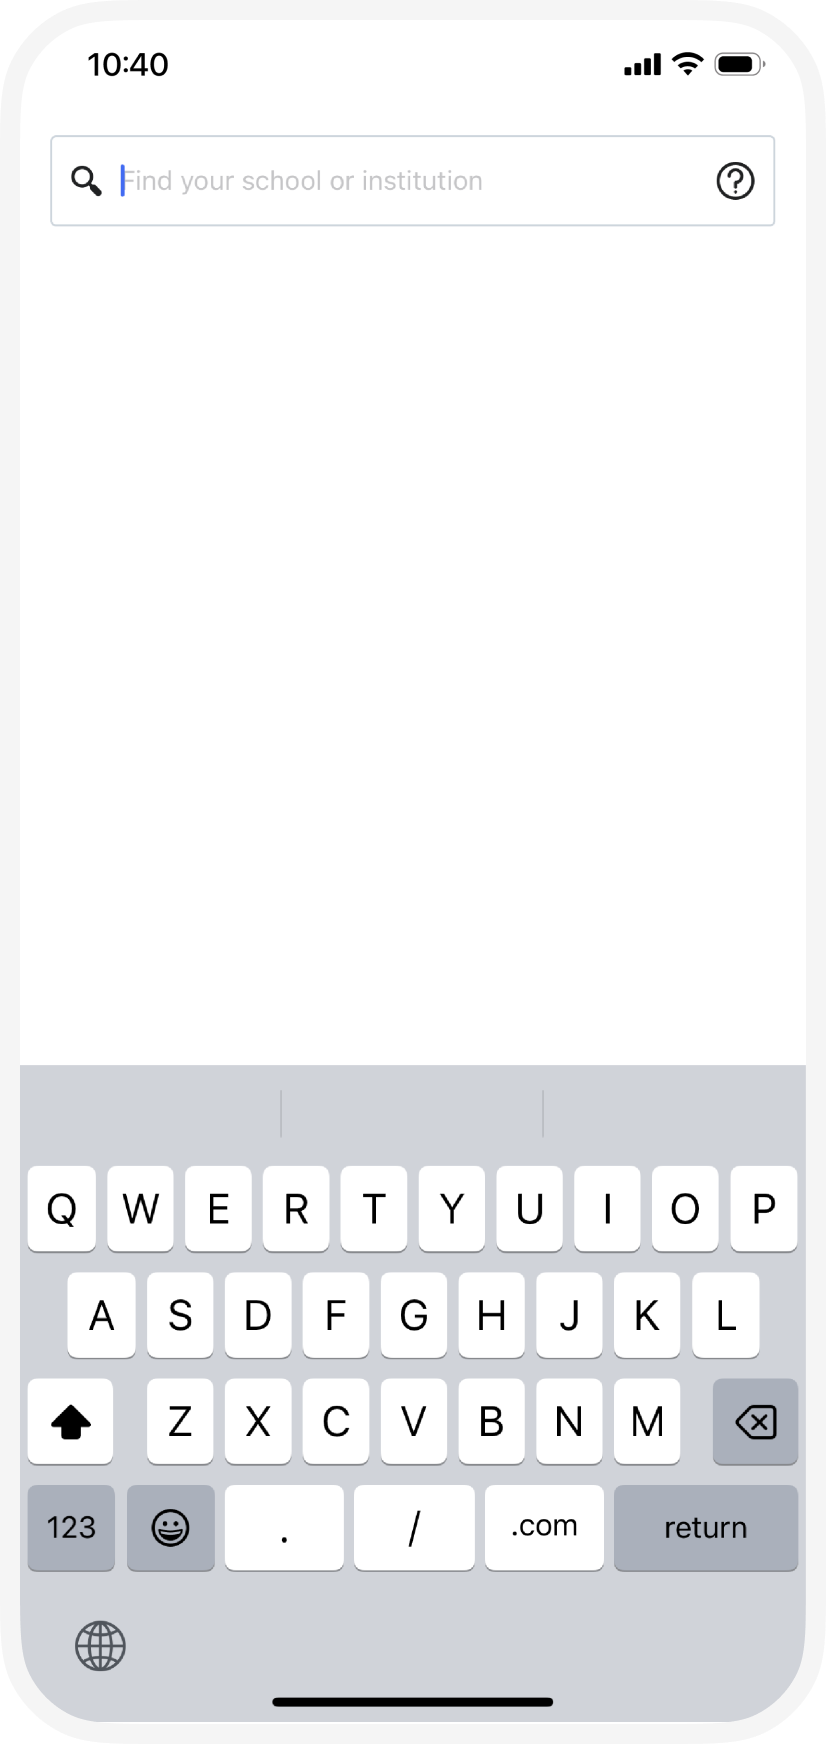 10:40
Find your school or institution
Q W E R T Y U I O P
A S D F G H J K L
Z X C V B N M
123 . / .com return